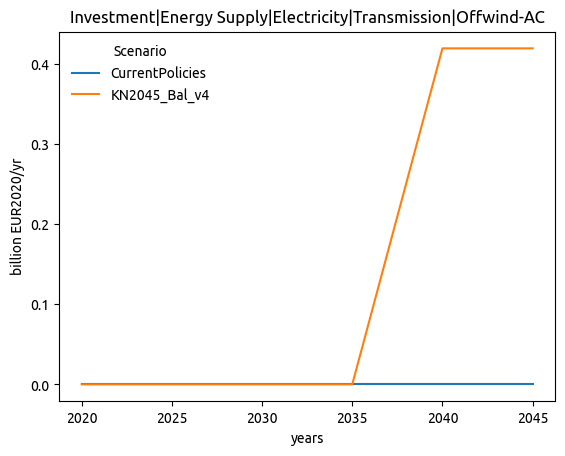 Investment|Energy Supply|Electricity|Transmission|Offwind-AC
Scenario
CurrentPolicies
KN2045_Bal_v4
billion EUR2020/yr
0.4
0.3
0.2
0.1
0.0
2020 2025 2030 2035 2040 2045
years